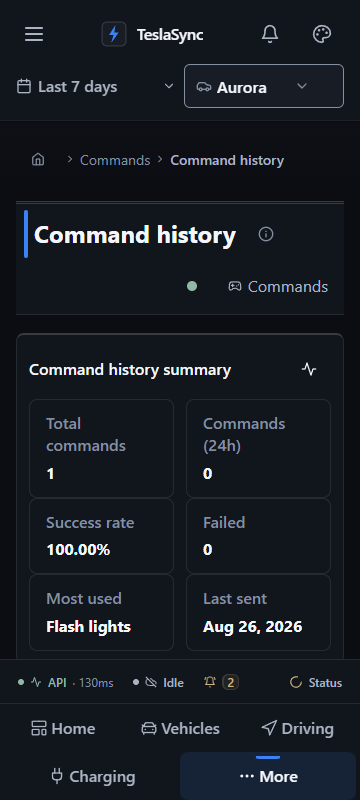 TeslaSync
Last 7 days
Aurora
Commands
Command history
Command history
Commands
Command history summary
Total commands
1
Commands (24h)
0
Success rate
100.00%
Failed
0
Most used
Flash lights
Last sent
Aug 26, 2026
API · 130ms
Idle
2
Status
Home
Vehicles
Driving
Charging
More